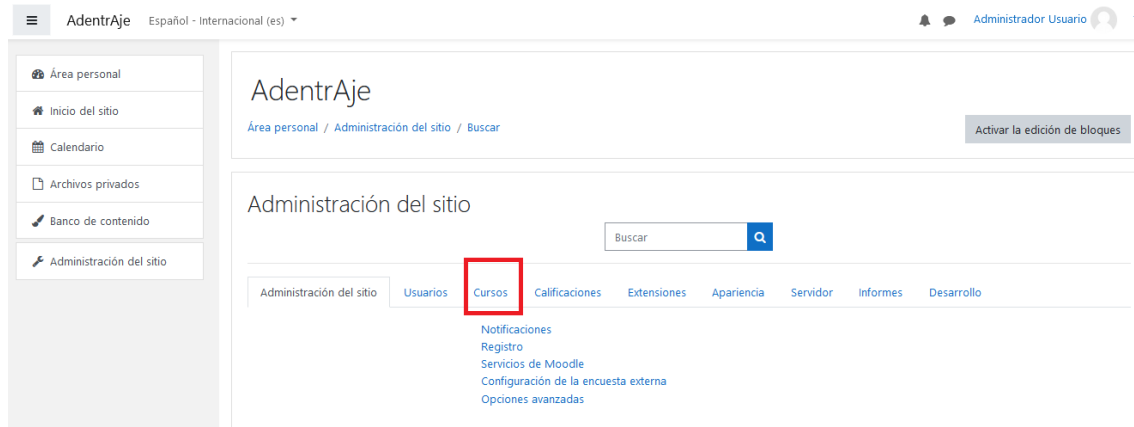 AdentrAje Español - Internacional (es) Administrador Usuario
Área personal
Inicio del sitio
Calendario
Archivos privados
Banco de contenido
Administración del sitio
AdentrAje
Área personal / Administración del sitio / Buscar
Activar la edición de bloques
Administración del sitio
Buscar
Administración del sitio Usuarios Cursos Calificaciones Extensiones Apariencia Servidor Informes Desarrollo
Notificaciones
Registro
Servicios de Moodle
Configuración de la encuesta externa
Opciones avanzadas